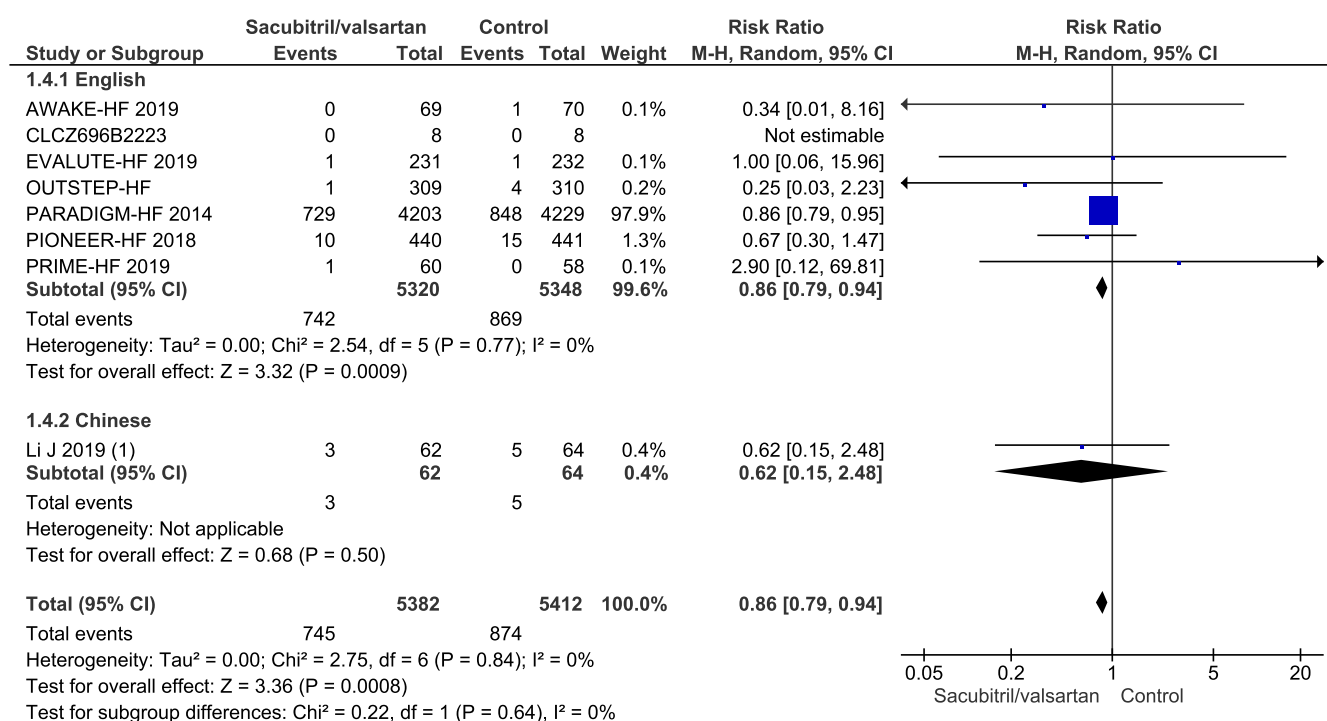 Sacubitril/valsartan Control Risk Ratio Risk Ratio
Study or Subgroup Events Total Events Total Weight M-H, Random, 95% CI M-H, Random, 95% CI
1.4.1 English
AWAKE-HF 2019 0 69 1 70 0.1% 0.34 [0.01, 8.16]
CLCZ696B2223 0 8 0 8 Not estimable
EVALUTE-HF 2019 1 231 1 232 0.1% 1.00 [0.06, 15.96]
OUTSTEP-HF 1 309 4 310 0.2% 0.25 [0.03, 2.23]
PARADIGM-HF 2014 729 4203 848 4229 97.9% 0.86 [0.79, 0.95]
PIONEER-HF 2018 10 440 15 441 1.3% 0.67 [0.30, 1.47]
PRIME-HF 2019 1 60 0 58 0.1% 2.90 [0.12, 69.81]
Subtotal (95% CI) 5320 5348 99.6% 0.86 [0.79, 0.94]
Total events 742 869
Heterogeneity: Tau² = 0.00; Chi² = 2.54, df = 5 (P = 0.77); I² = 0%
Test for overall effect: Z = 3.32 (P = 0.0009)
1.4.2 Chinese
Li J 2019 (1) 3 62 5 64 0.4% 0.62 [0.15, 2.48]
Subtotal (95% CI) 62 64 0.4% 0.62 [0.15, 2.48]
Total events 3 5
Heterogeneity: Not applicable
Test for overall effect: Z = 0.68 (P = 0.50)
Total (95% CI) 5382 5412 100.0% 0.86 [0.79, 0.94]
Total events 745 874
Heterogeneity: Tau² = 0.00; Chi² = 2.75, df = 6 (P = 0.84); I² = 0%
Test for overall effect: Z = 3.36 (P = 0.0008)
Test for subgroup differences: Chi² = 0.22, df = 1 (P = 0.64), I² = 0%
0.05 0.2 1 5 20
Sacubitril/valsartan Control